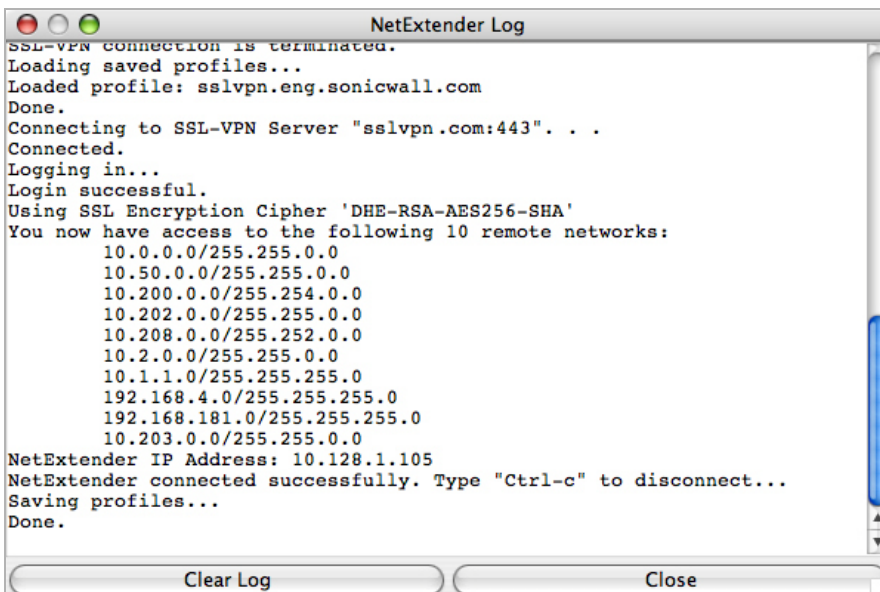 NetExtender Log
SSL-VPN connection is terminated.
Loading saved profiles...
Loaded profile: sslvpn.eng.sonicwall.com
Done.
Connecting to SSL-VPN Server "sslvpn.com:443". . .
Connected.
Logging in...
Login successful.
Using SSL Encryption Cipher 'DHE-RSA-AES256-SHA'
You now have access to the following 10 remote networks:
10.0.0.0/255.255.0.0
10.50.0.0/255.255.0.0
10.200.0.0/255.254.0.0
10.202.0.0/255.255.0.0
10.208.0.0/255.252.0.0
10.2.0.0/255.255.0.0
10.1.1.0/255.255.255.0
192.168.4.0/255.255.255.0
192.168.181.0/255.255.255.0
10.203.0.0/255.255.0.0
NetExtender IP Address: 10.128.1.105
NetExtender connected successfully. Type "Ctrl-c" to disconnect...
Saving profiles...
Done.
Clear Log
Close